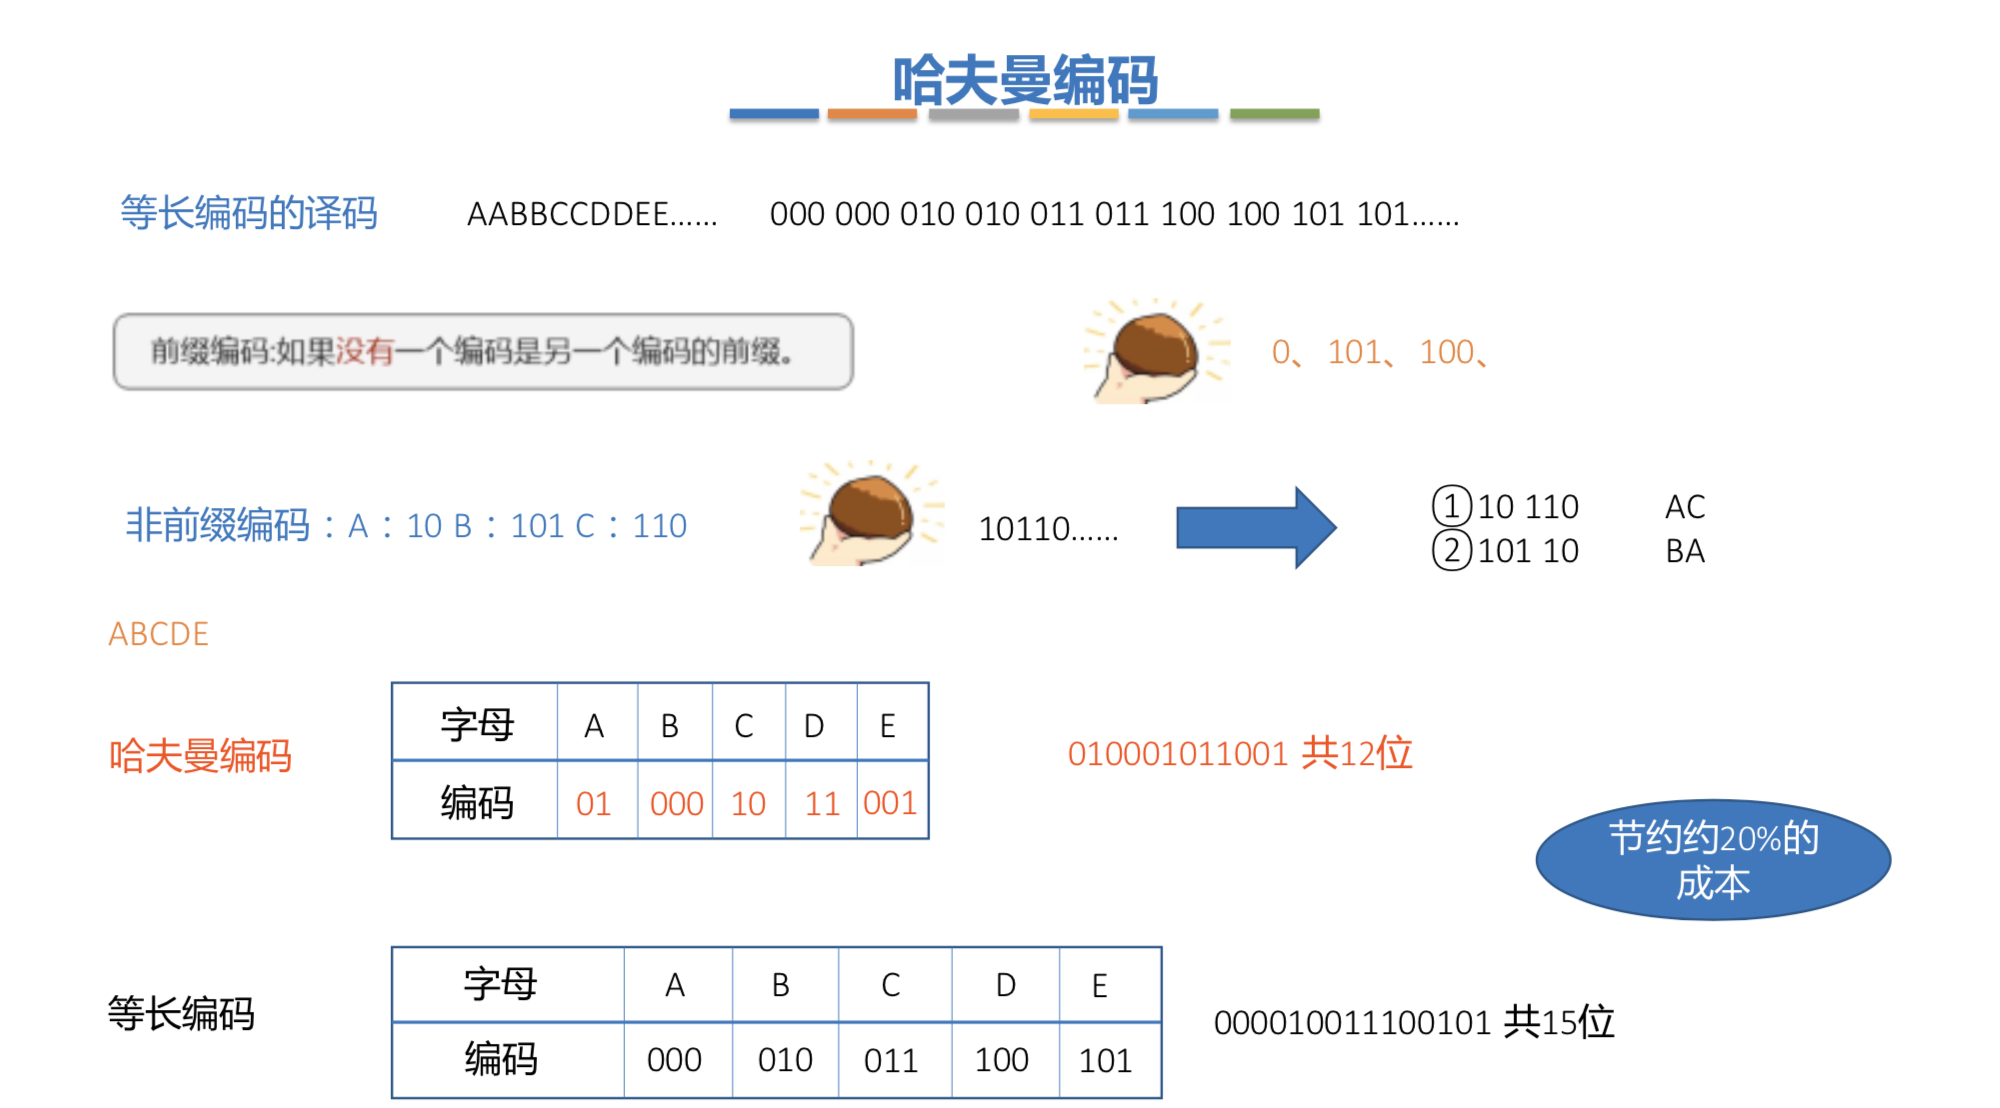 哈夫曼编码
等长编码的译码 AABBCCDDEE…… 000 000 010 010 011 011 100 100 101 101……
前缀编码:如果没有一个编码是另一个编码的前缀。 0、101、100、
非前缀编码：A：10 B：101 C：110 10110…… ①10 110 AC
②101 10 BA
ABCDE
哈夫曼编码 010001011001 共12位
字母 A B C D E
编码 01 000 10 11 001
节约约20%的
成本
等长编码 000010011100101 共15位
字母 A B C D E
编码 000 010 011 100 101